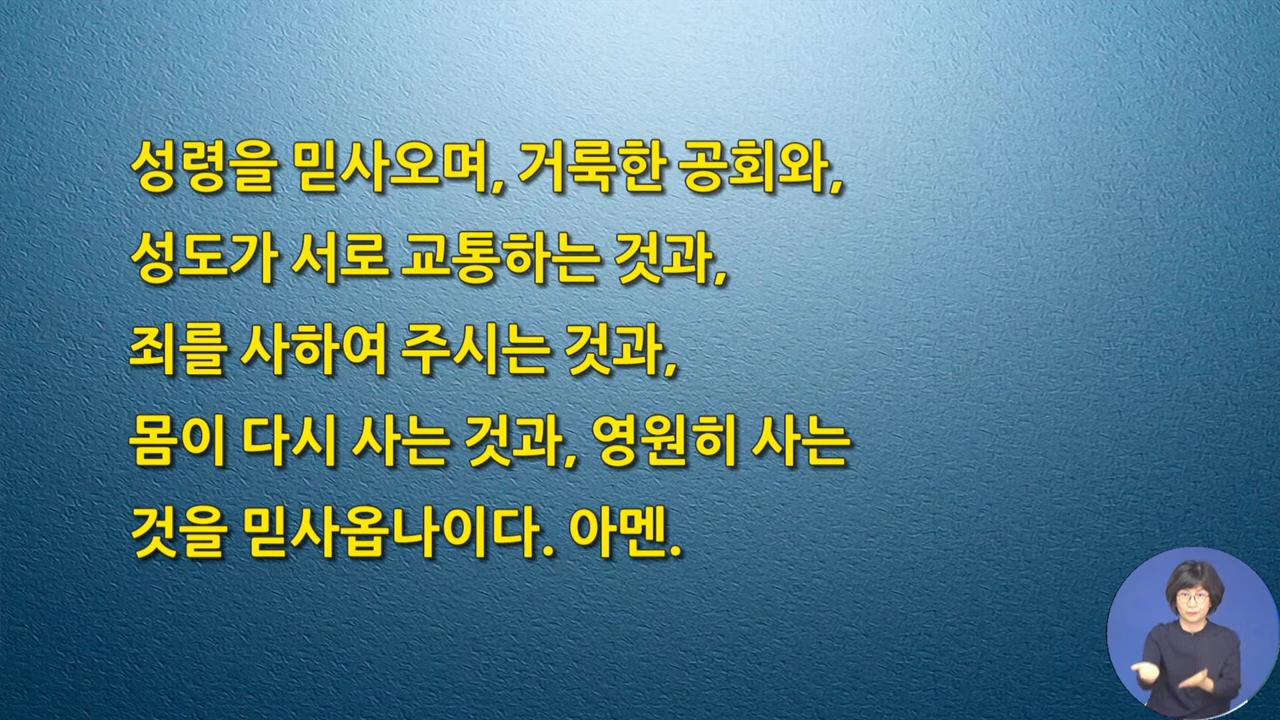 성령을 믿사오며, 거룩한 공회와,
성도가 서로 교통하는 것과,
죄를 사하여 주시는 것과,
몸이 다시 사는 것과, 영원히 사는
것을 믿사옵나이다. 아멘.